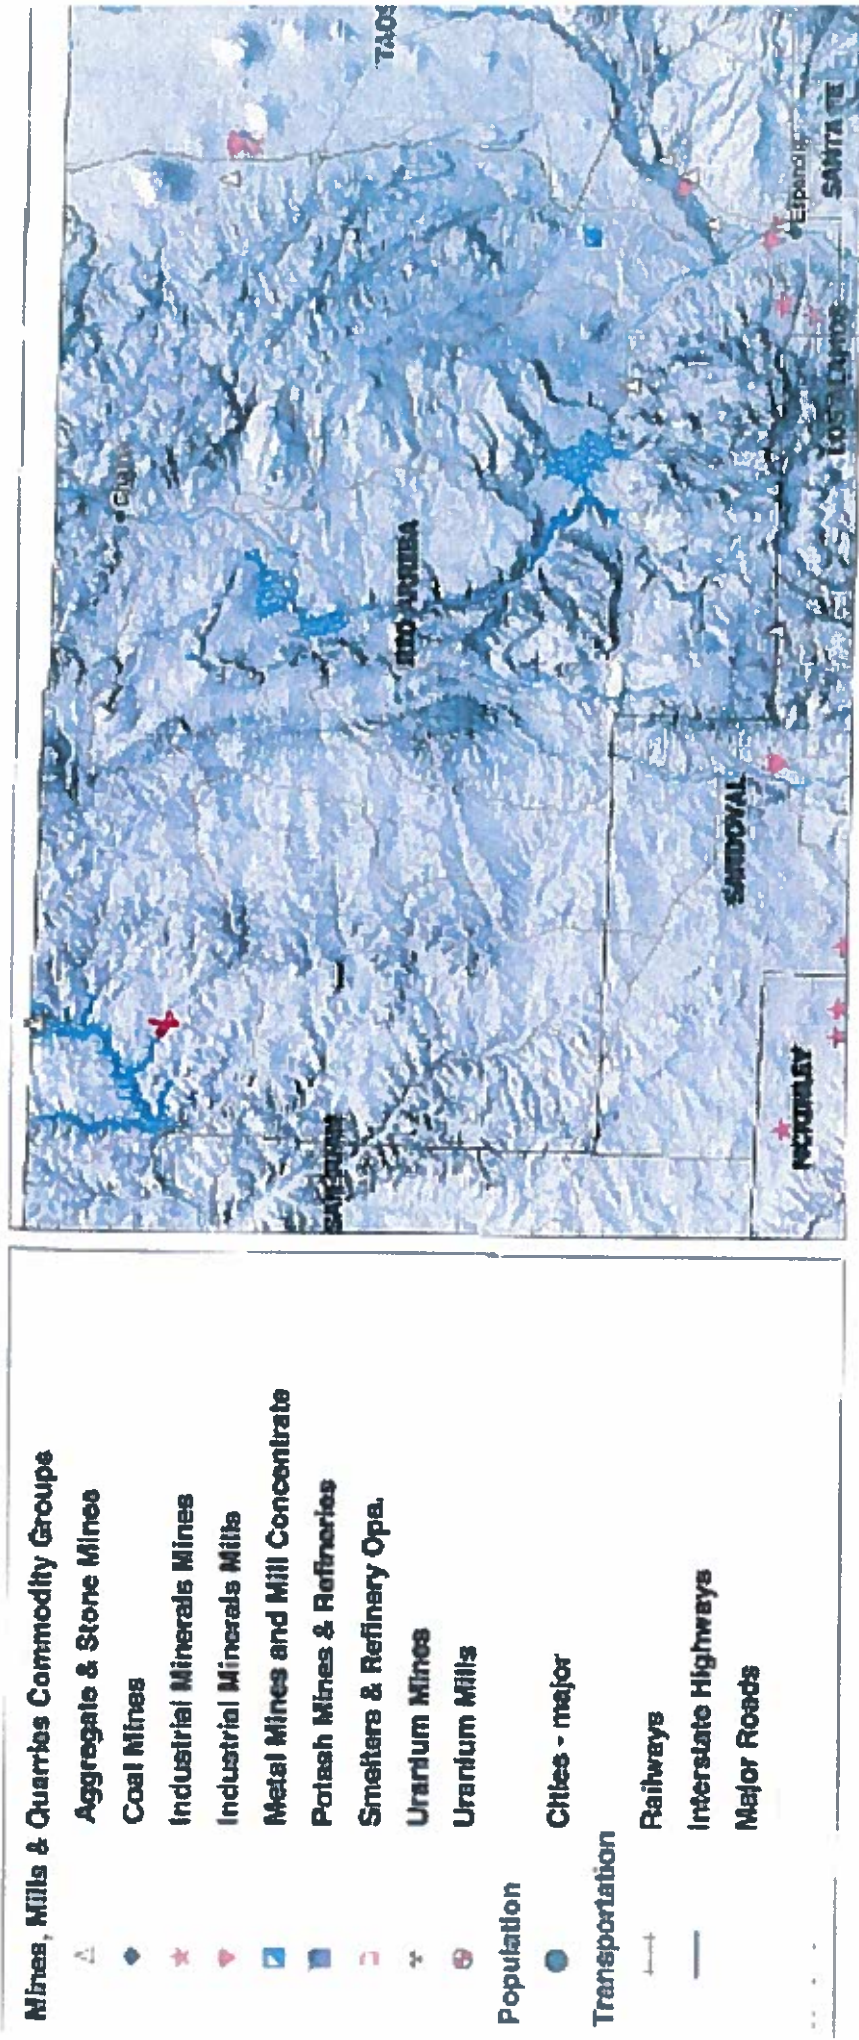 Mines, Mills & Quarries Commodity Groups
Aggregate & Stone Mines
Coal Mines
Industrial Minerals Mines
Industrial Minerals Mills
Metal Mines and Mill Concentrate
Potash Mines & Refineries
Smelters & Refinery Ops.
Uranium Mines
Uranium Mills
Population
Cities - major
Transportation
Railways
Interstate Highways
Major Roads
TAOS
RIO ARRIBA
SAN JUAN
SANDOVAL
MCKINLEY
LOS ALAMOS
SANTA FE
Espanola